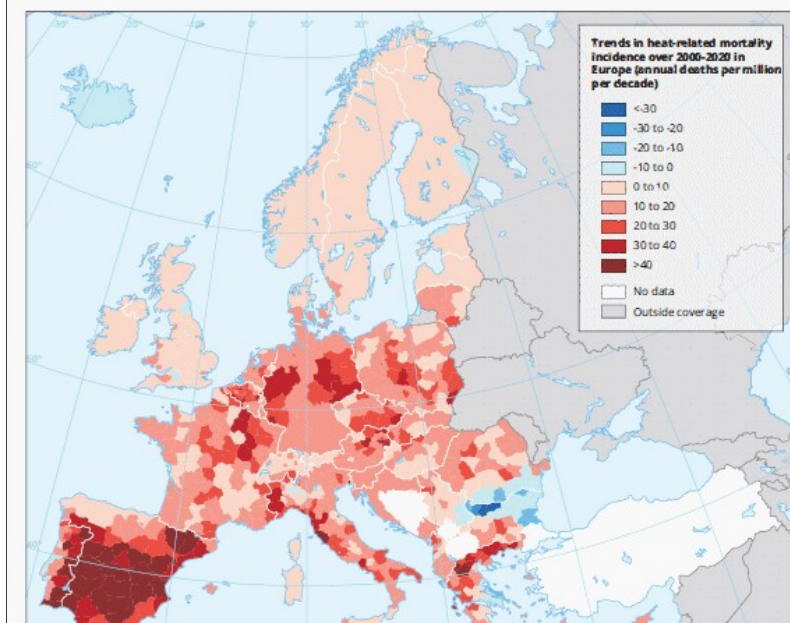 Trends in heat-related mortality
incidence over 2000-2020 in
Europe (annual deaths per million
per decade)
<-30
-30 to -20
-20 to -10
-10 to 0
0 to 10
10 to 20
20 to 30
30 to 40
>40
No data
Outside coverage